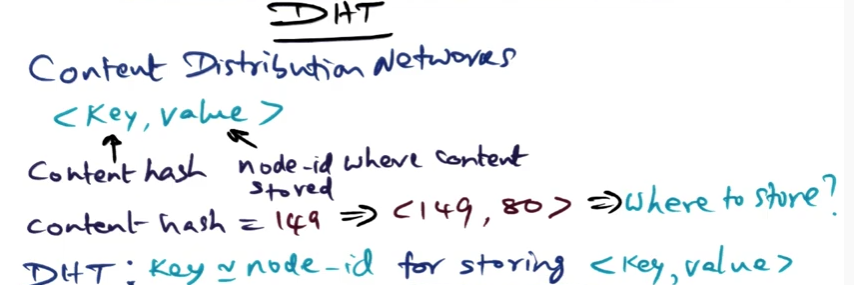 DHT
Content Distribution Networks
<Key, value>
Content hash node-id where content
stored
content hash = 149 ⇒ <149, 80> ⇒ Where to store?
DHT: Key ≃ node-id for storing <Key, value>